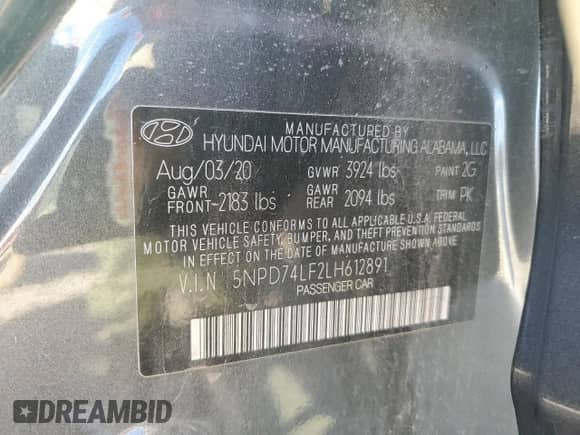 MANUFACTURED BY
HYUNDAI MOTOR MANUFACTURING ALABAMA, LLC
Aug/03/20 GVWR 3924 lbs PAINT 2G
GAWR FRONT-2183 lbs GAWR REAR 2094 lbs TRIM PK
THIS VEHICLE CONFORMS TO ALL APPLICABLE U.S.A. FEDERAL
MOTOR VEHICLE SAFETY, BUMPER, AND THEFT PREVENTION
STANDARDS IN EFFECT ON THE DATE OF MANUFACTURE SHOWN ABOVE.
V.I.N 5NPD74LF2LH612891
PASSENGER CAR
DREAMBID